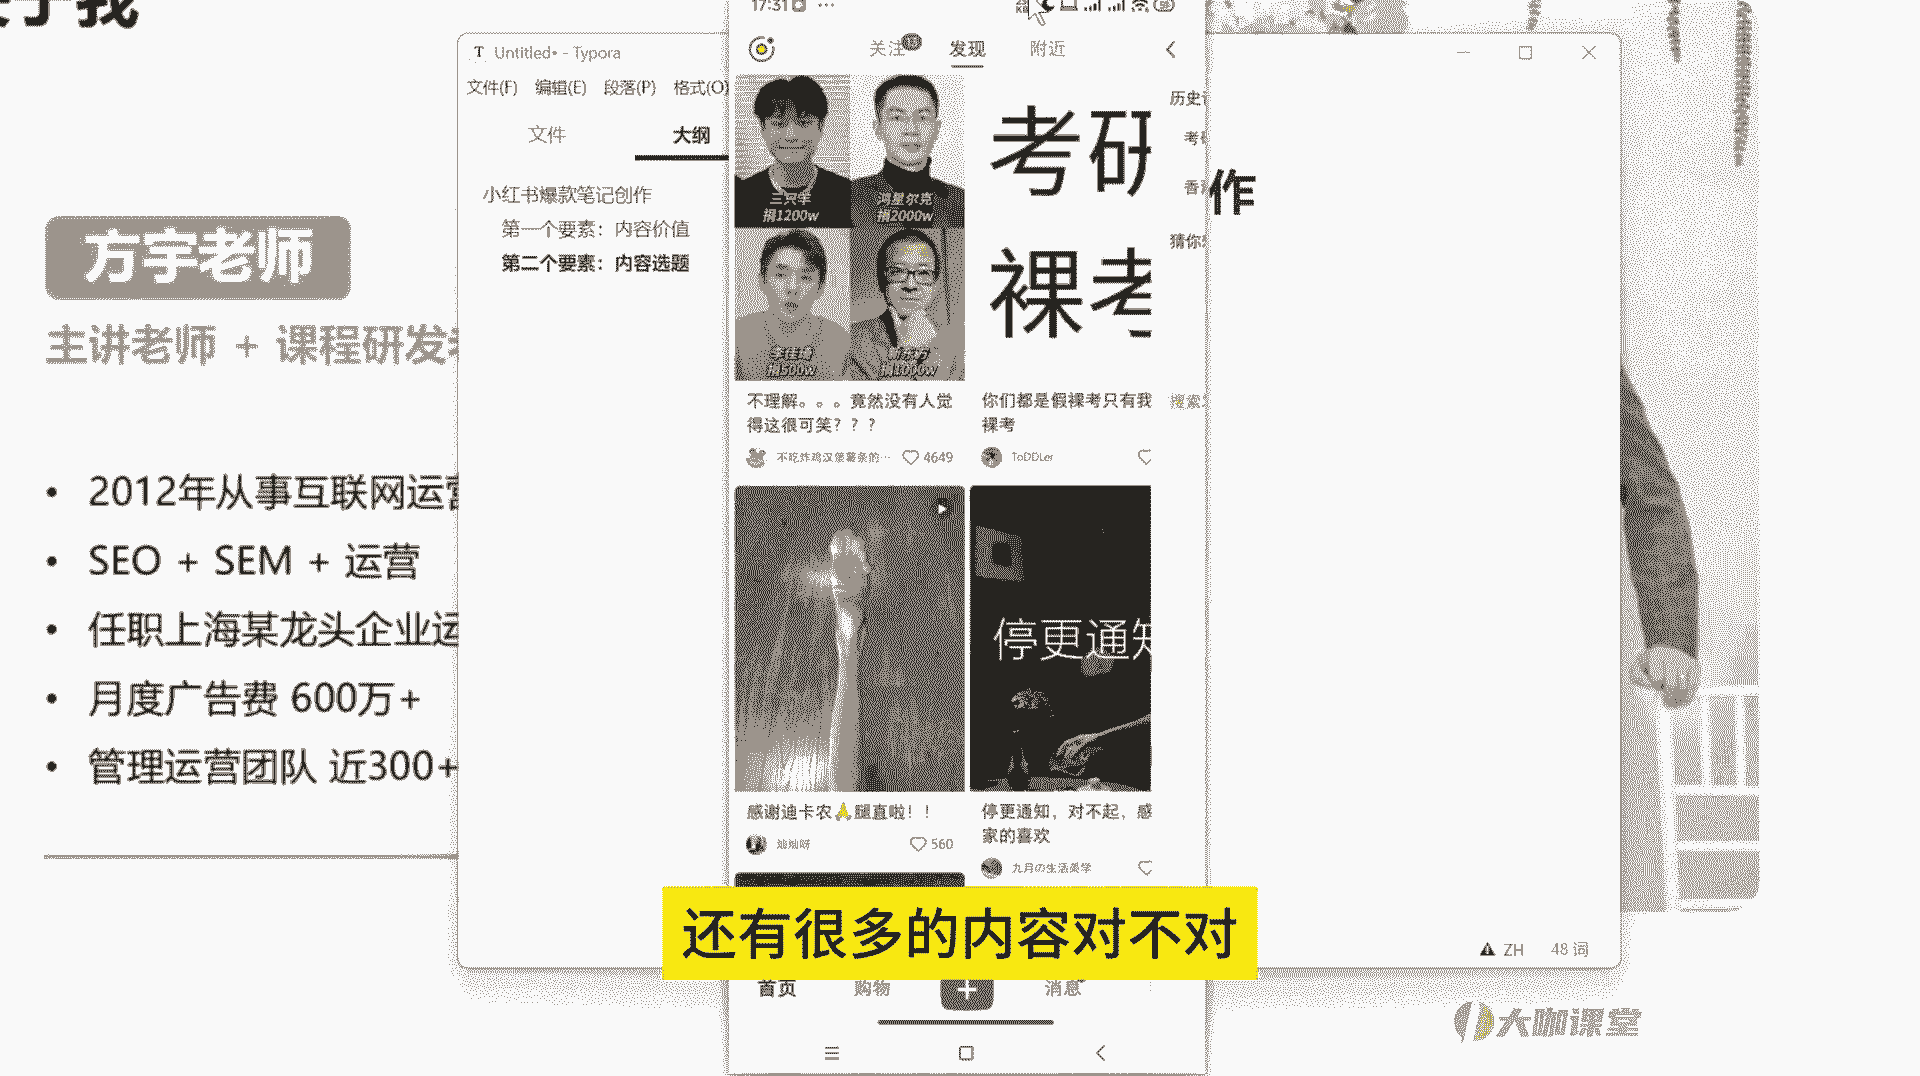 关于我
方宇老师
主讲老师 + 课程研发
2012年从事互联网运营
SEO + SEM + 运营
任职上海某龙头企业运
月度广告费 600万+
管理运营团队 近300+
Untitled• - Typora
文件(F) 编辑(E) 段落(P) 格式(O)
文件 大纲
小红书爆款笔记创作
第一个要素：内容价值
第二个要素：内容选题
作
17:31
关注 发现 附近
三只羊
捐1200w
鸿星尔克
捐2000w
李佳琦
捐500w
新东方
捐1000w
不理解。。。竟然没有人觉
得这很可笑？？？
不吃炸鸡汉堡薯条的… 4649
考研
裸考
你们都是假裸考只有我
裸考
ToDDLer
历史
考研
猜你
搜索
感谢迪卡农🙏腿直啦！！
灿灿呀 560
停更通知
停更通知，对不起，感
家的喜欢
九月の生活美学
还有很多的内容对不对
首页 购物 + 消息
ZH 48 词
大咖课堂